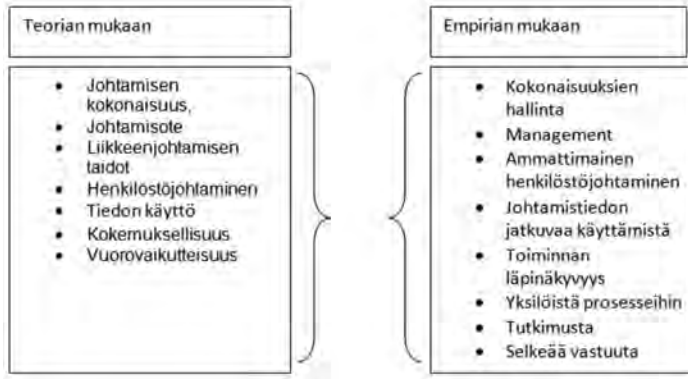 Teorian mukaan
• Johtamisen
kokonaisuus,
• Johtamisote
• Liikkeenjohtamisen
taidot
• Henkilöstöjohtaminen
• Tiedon käyttö
• Kokemuksellisuus
• Vuorovaikutteisuus
Empirian mukaan
• Kokonaisuuksien
hallinta
• Management
• Ammattimainen
henkilöstöjohtaminen
• Johtamistiedon
jatkuvaa käyttämistä
• Toiminnan
läpinäkyvyys
• Yksilöistä prosesseihin
• Tutkimusta
• Selkeää vastuuta